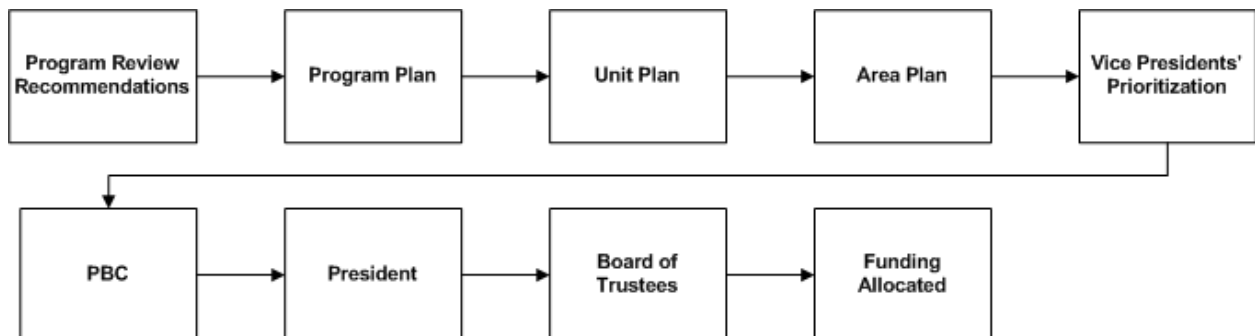 Program Review
Recommendations
Program Plan
Unit Plan
Area Plan
Vice Presidents'
Prioritization
PBC
President
Board of
Trustees
Funding
Allocated